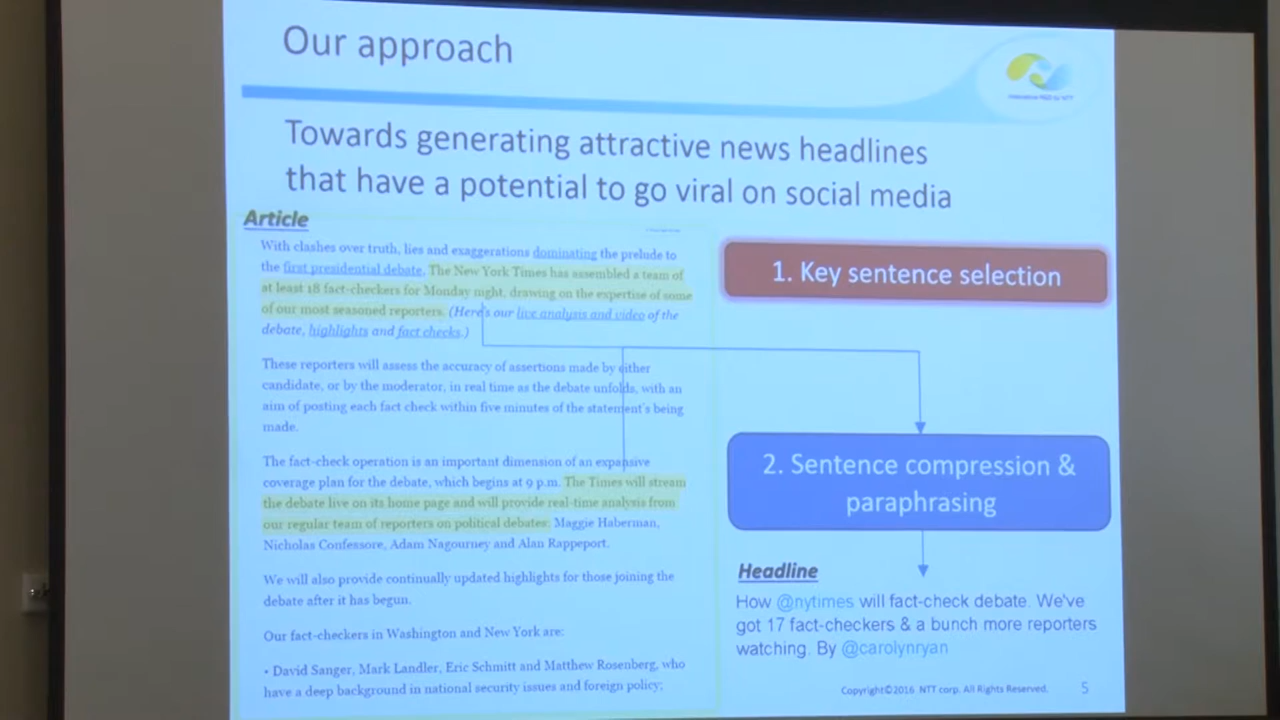 Our approach
Towards generating attractive news headlines
that have a potential to go viral on social media
Article
With clashes over truth, lies and exaggerations dominating the prelude to
the first presidential debate, The New York Times has assembled a team of
at least 18 fact-checkers for Monday night, drawing on the expertise of some
of our most seasoned reporters. (Here's our live analysis and video of the
debate, highlights and fact checks.)
These reporters will assess the accuracy of assertions made by either
candidate, or by the moderator, in real time as the debate unfolds, with an
aim of posting each fact check within five minutes of the statement's being
made.
The fact-check operation is an important dimension of an expansive
coverage plan for the debate, which begins at 9 p.m. The Times will stream
the debate live on its home page and will provide real-time analysis from
our regular team of reporters on political debates: Maggie Haberman,
Nicholas Confessore, Adam Nagourney and Alan Rappeport.
We will also provide continually updated highlights for those joining the
debate after it has begun.
Our fact-checkers in Washington and New York are:
• David Sanger, Mark Landler, Eric Schmitt and Matthew Rosenberg, who
have a deep background in national security issues and foreign policy;
1. Key sentence selection
2. Sentence compression &
paraphrasing
Headline
How @nytimes will fact-check debate. We've
got 17 fact-checkers & a bunch more reporters
watching. By @carolynryan
Copyright©2016 NTT corp. All Rights Reserved.
5